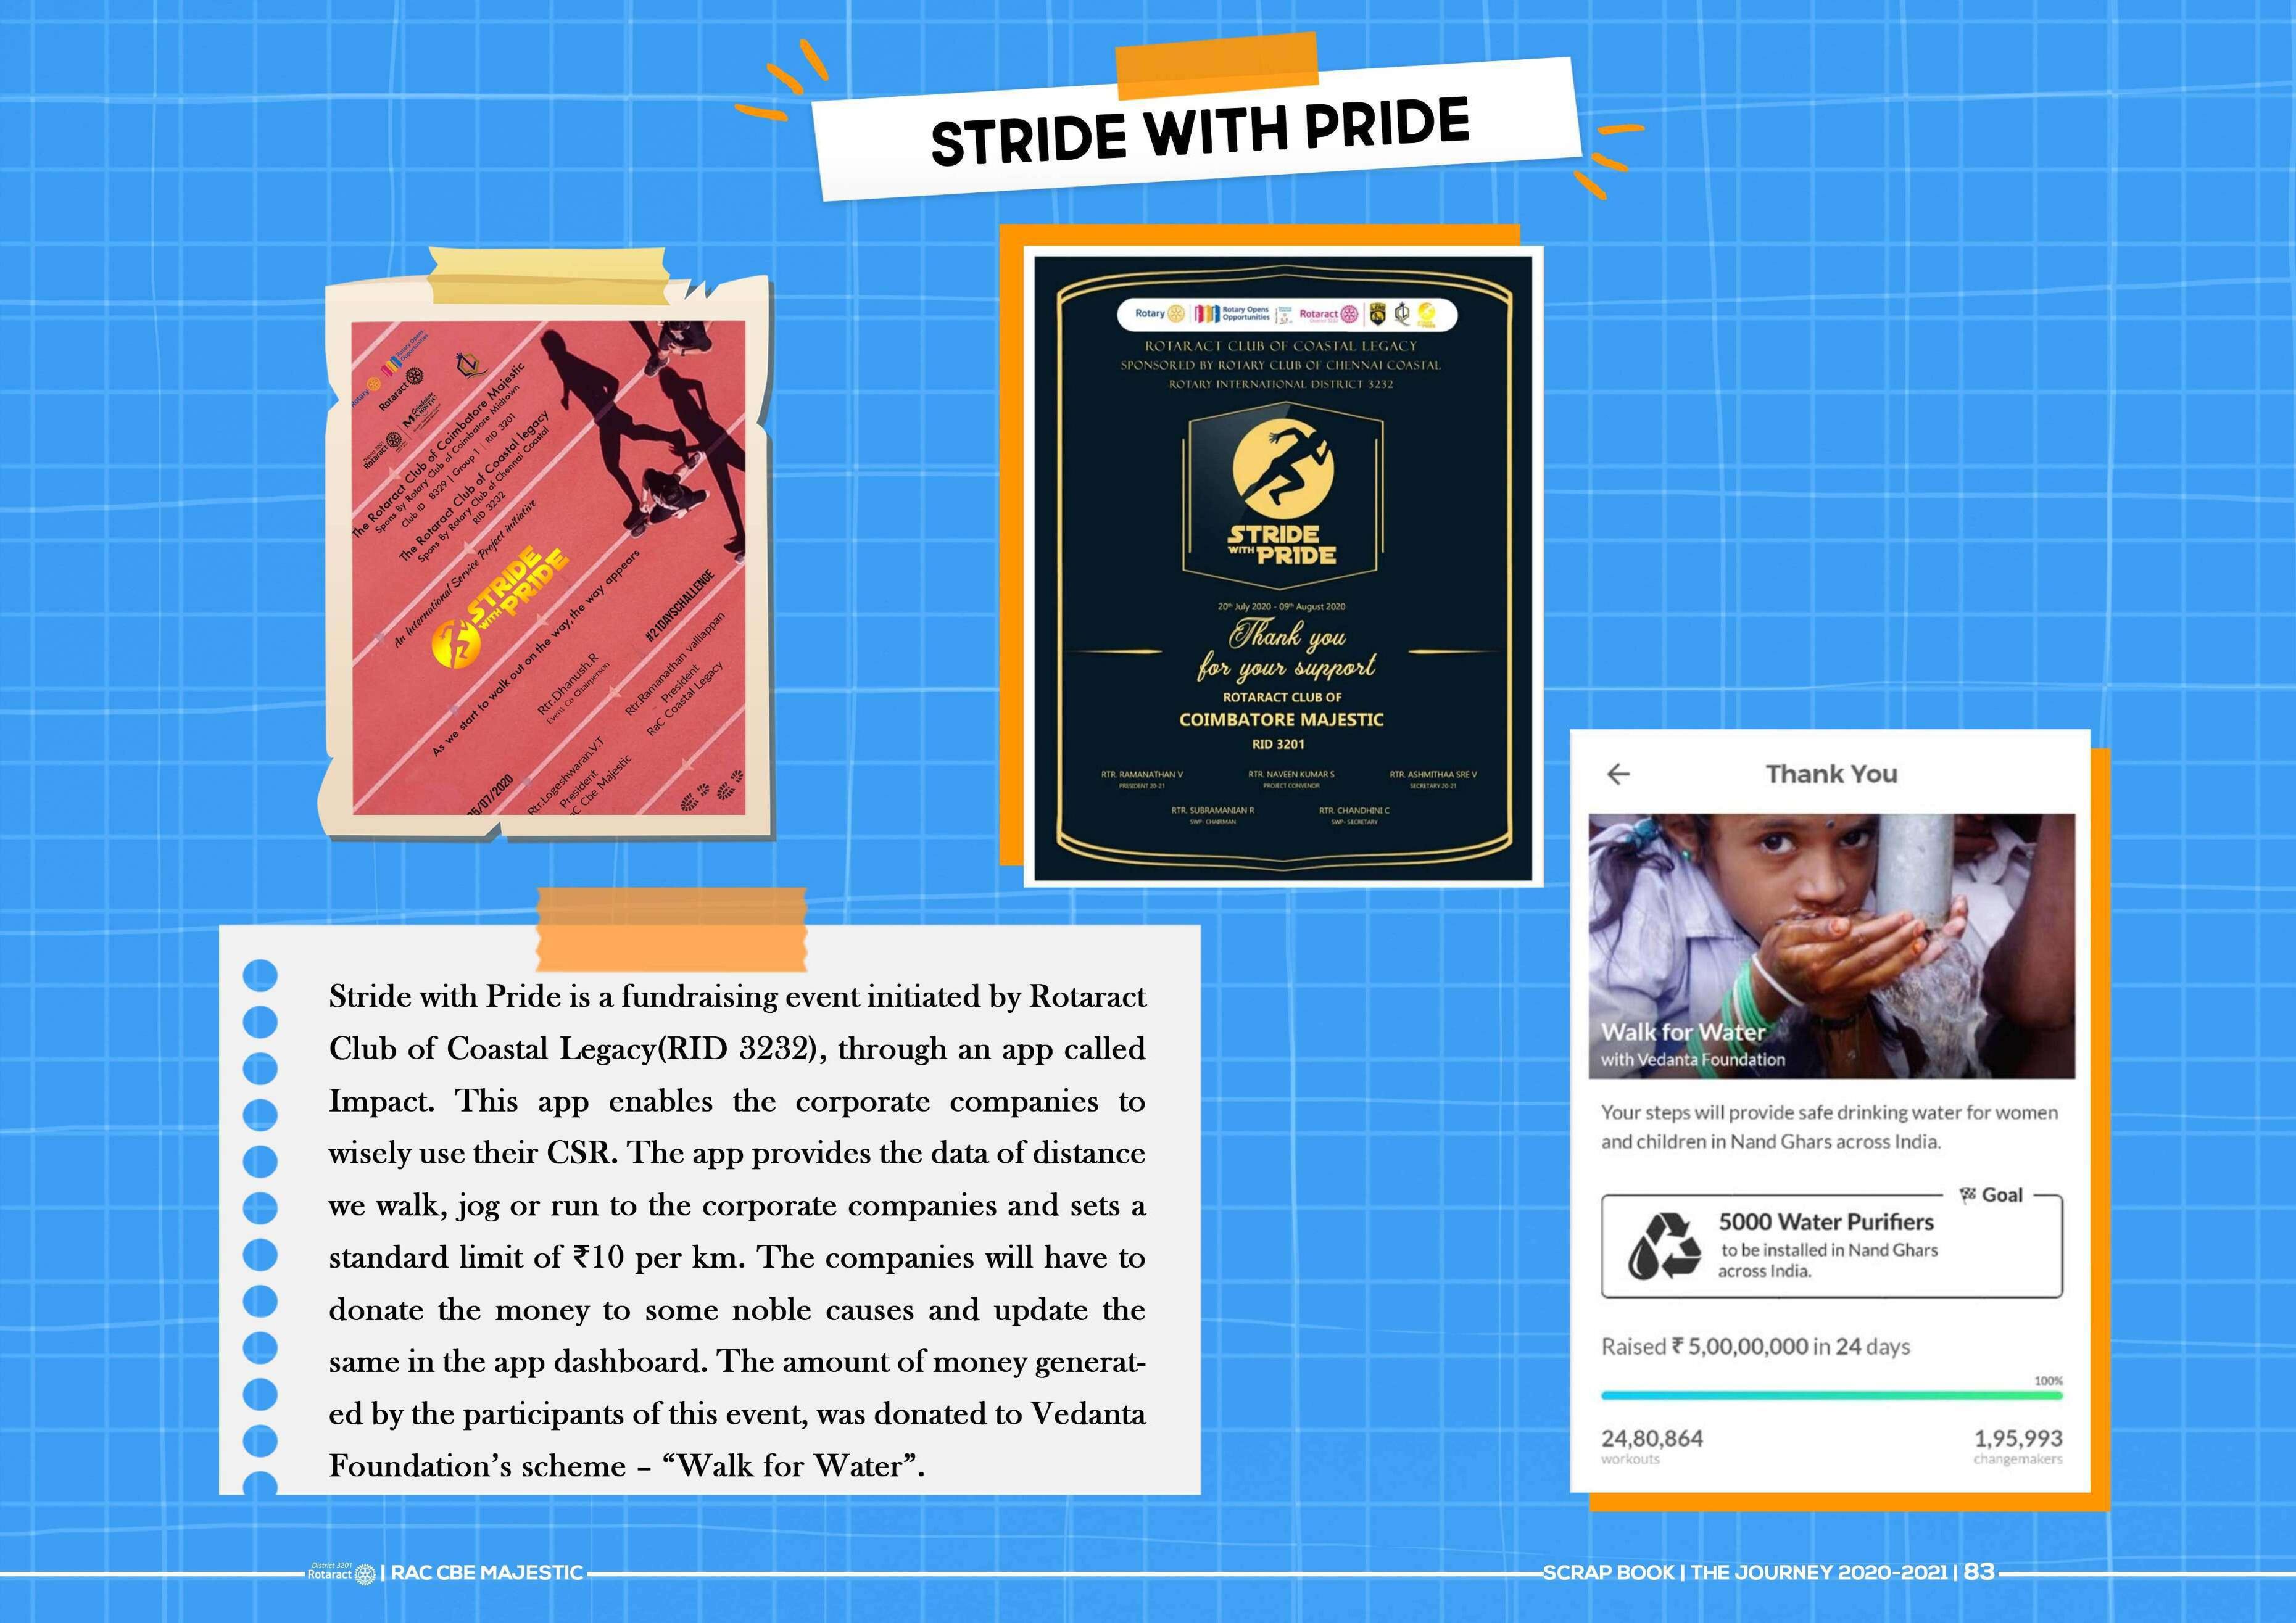 STRIDE WITH PRIDE
Rotary
Rotary Opens
Opportunities
Rotaract
Rotaract
The Rotaract Club of Coimbatore Majestic
Spons By Rotary Club of Coimbatore Midtown
Club ID 8329 | Group 1 | RID 3201
The Rotaract Club of Coastal legacy
Spons By Rotary Club of Chennai Coastal
RID 3232
An International Service Project initiative
STRIDE
WITH PRIDE
As we start to walk out on the way, the way appears
#21DAYSCHALLENGE
Rtr.Dhanush.R
Event Co Chairperson
Rtr.Ramanathan valliappan
President
RaC Coastal Legacy
Rtr.Logeshwaran.V.T
President
C Cbe Majestic
5/07/2020
Rotary
Rotary Opens
Opportunities
Rotaract
ROTARACT CLUB OF COASTAL LEGACY
SPONSORED BY ROTARY CLUB OF CHENNAI COASTAL
ROTARY INTERNATIONAL DISTRICT 3232
STRIDE
WITH PRIDE
20th July 2020 - 09th August 2020
Thank you
for your support
ROTARACT CLUB OF
COIMBATORE MAJESTIC
RID 3201
RTR. RAMANATHAN V
PRESIDENT 20-21
RTR. NAVEEN KUMAR S
PROJECT CONVENOR
RTR. ASHMITHAA SRE V
SECRETARY 20-21
RTR. SUBRAMANIAN R
SWP- CHAIRMAN
RTR. CHANDHINI C
SWP- SECRETARY
Stride with Pride is a fundraising event initiated by Rotaract
Club of Coastal Legacy(RID 3232), through an app called
Impact. This app enables the corporate companies to
wisely use their CSR. The app provides the data of distance
we walk, jog or run to the corporate companies and sets a
standard limit of ₹10 per km. The companies will have to
donate the money to some noble causes and update the
same in the app dashboard. The amount of money generat-
ed by the participants of this event, was donated to Vedanta
Foundation’s scheme – “Walk for Water”.
Thank You
Walk for Water
with Vedanta Foundation
Your steps will provide safe drinking water for women
and children in Nand Ghars across India.
Goal
5000 Water Purifiers
to be installed in Nand Ghars
across India.
Raised ₹ 5,00,00,000 in 24 days
100%
24,80,864
workouts
1,95,993
changemakers
District 3201
Rotaract | RAC CBE MAJESTIC
SCRAP BOOK | THE JOURNEY 2020-2021 | 83